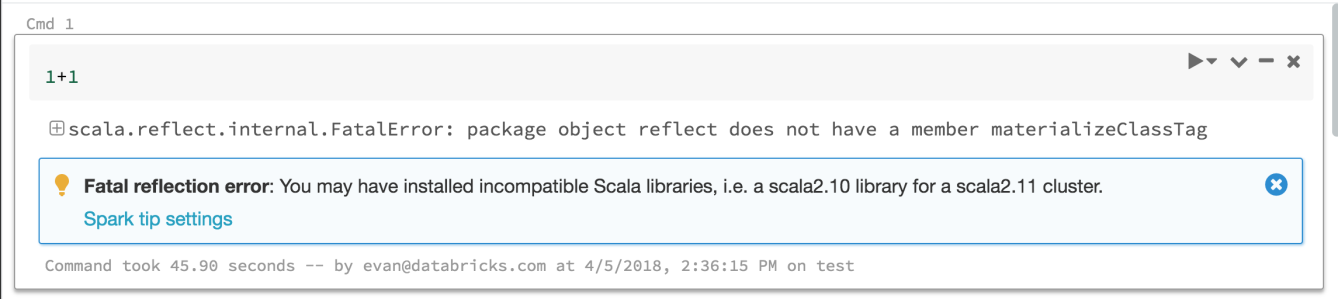 Cmd 1
1+1
scala.reflect.internal.FatalError: package object reflect does not have a member materializeClassTag
Fatal reflection error: You may have installed incompatible Scala libraries, i.e. a scala2.10 library for a scala2.11 cluster.
Spark tip settings
Command took 45.90 seconds -- by evan@databricks.com at 4/5/2018, 2:36:15 PM on test